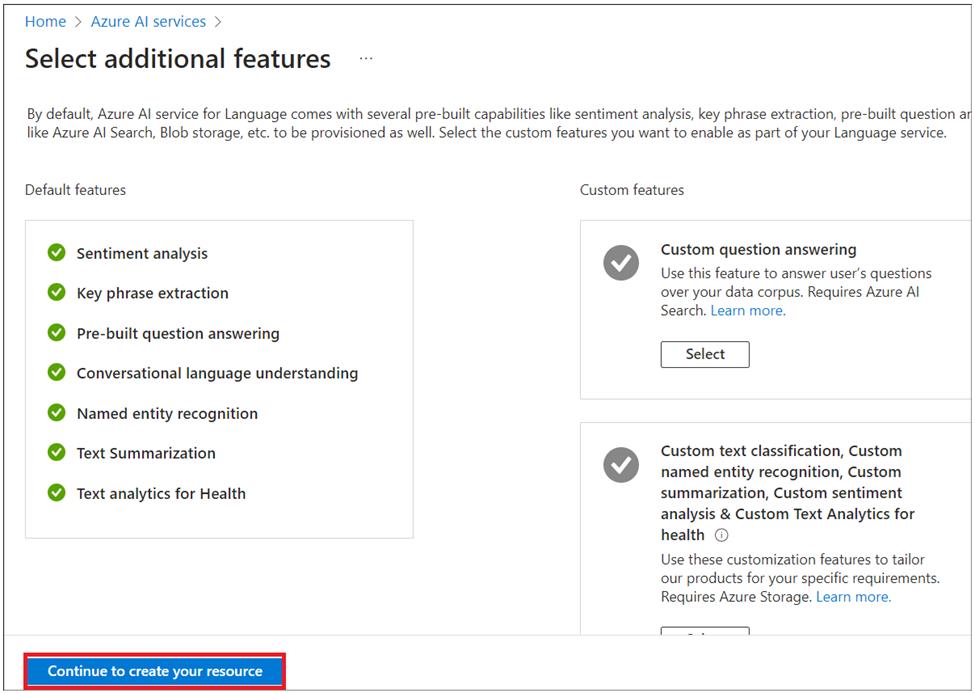 Home > Azure AI services >
Select additional features ...
By default, Azure AI service for Language comes with several pre-built capabilities like sentiment analysis, key phrase extraction, pre-built question
like Azure AI Search, Blob storage, etc. to be provisioned as well. Select the custom features you want to enable as part of your Language service.
Default features
Sentiment analysis
Key phrase extraction
Pre-built question answering
Conversational language understanding
Named entity recognition
Text Summarization
Text analytics for Health
Custom features
Custom question answering
Use this feature to answer user's questions
over your data corpus. Requires Azure AI
Search. Learn more.
Select
Custom text classification, Custom
named entity recognition, Custom
summarization, Custom sentiment
analysis & Custom Text Analytics for
health
Use these customization features to tailor
our products for your specific requirements.
Requires Azure Storage. Learn more.
Continue to create your resource